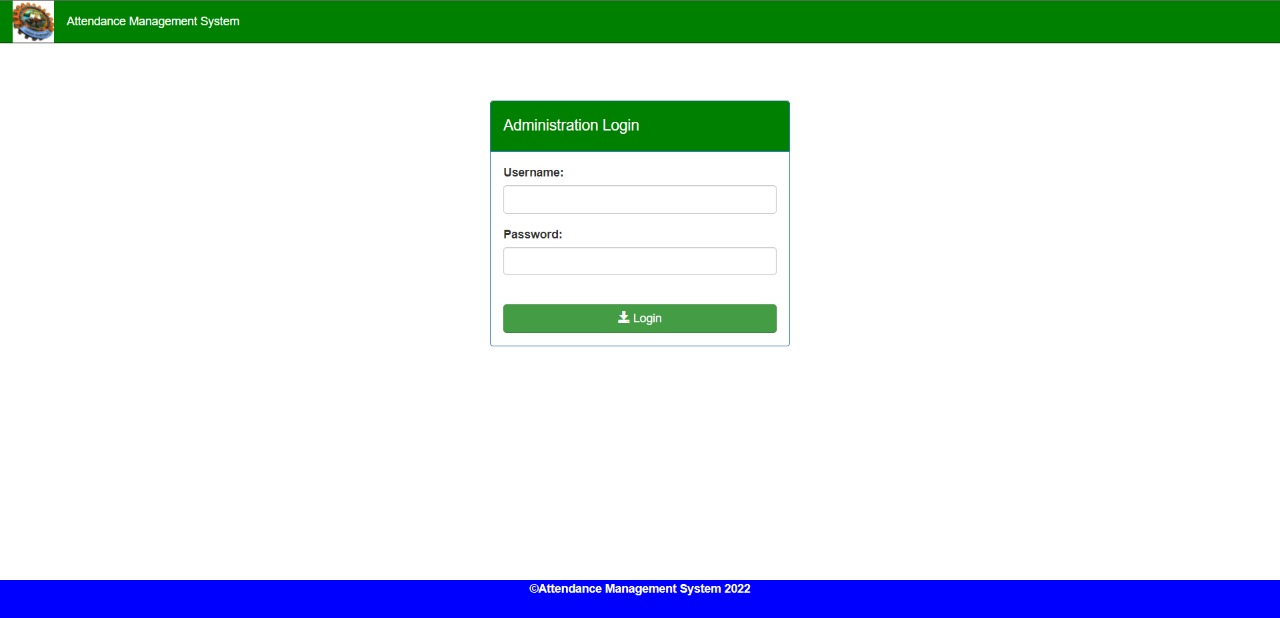 Attendance Management System
Administration Login
Username:
Password:
Login
©Attendance Management System 2022